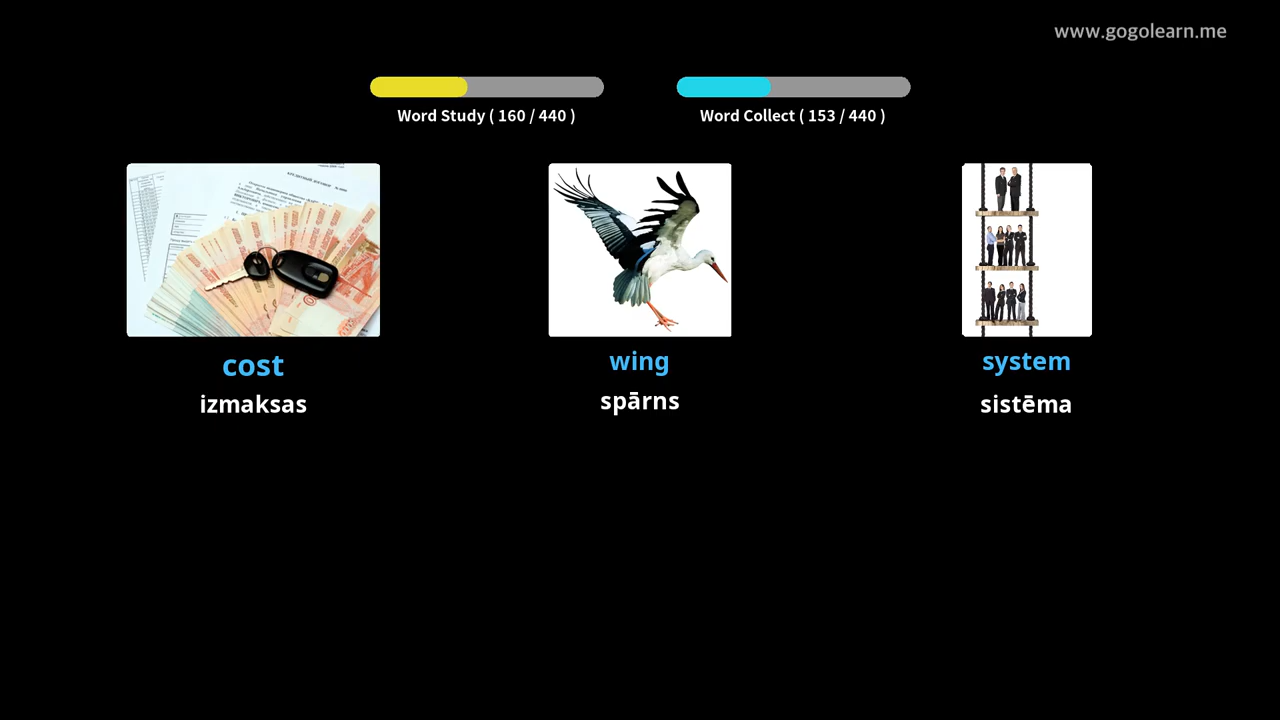 www.gogolearn.me
Word Study ( 160 / 440 )
Word Collect ( 153 / 440 )
cost
izmaksas
wing
spārns
system
sistēma